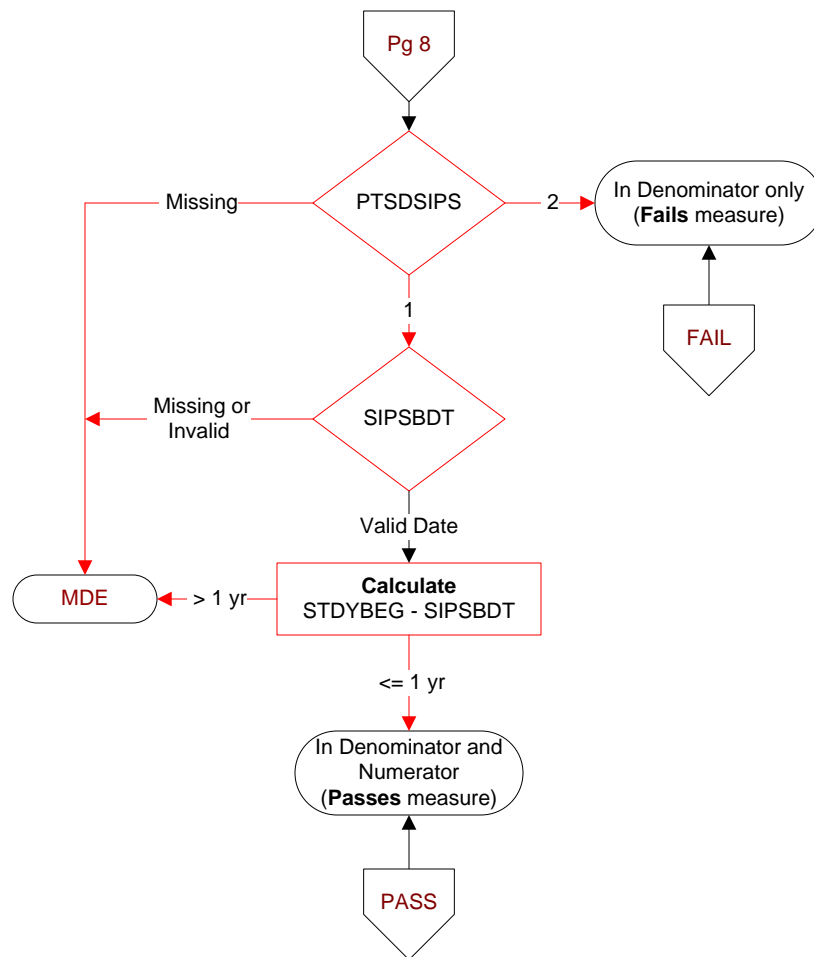 Pg 8
PTSDSIPS
Missing
2
In Denominator only
(Fails measure)
1
FAIL
SIPSBDT
Missing or
Invalid
Valid Date
Calculate
STDYBEG - SIPSBDT
> 1 yr
MDE
<= 1 yr
In Denominator and
Numerator
(Passes measure)
PASS